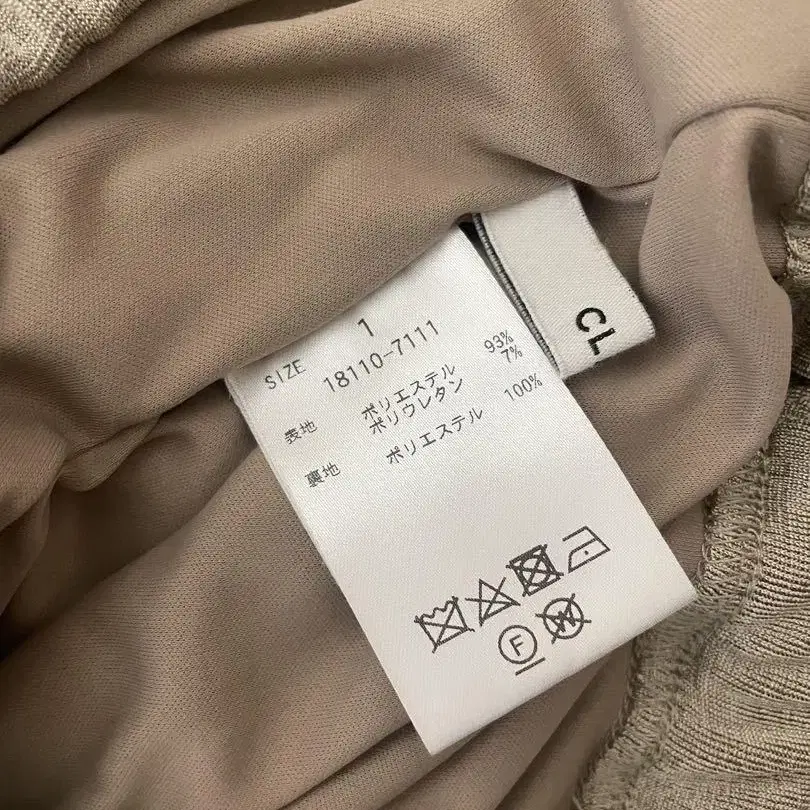 CL
SIZE 1
18110-7111
表地 ポリエステル 93%
ポリウレタン 7%
裏地 ポリエステル 100%
F
W